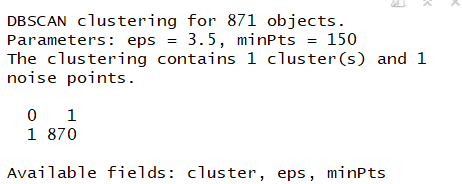 DBSCAN clustering for 871 objects.
Parameters: eps = 3.5, minPts = 150
The clustering contains 1 cluster(s) and 1
noise points.
0 1
1 870
Available fields: cluster, eps, minPts